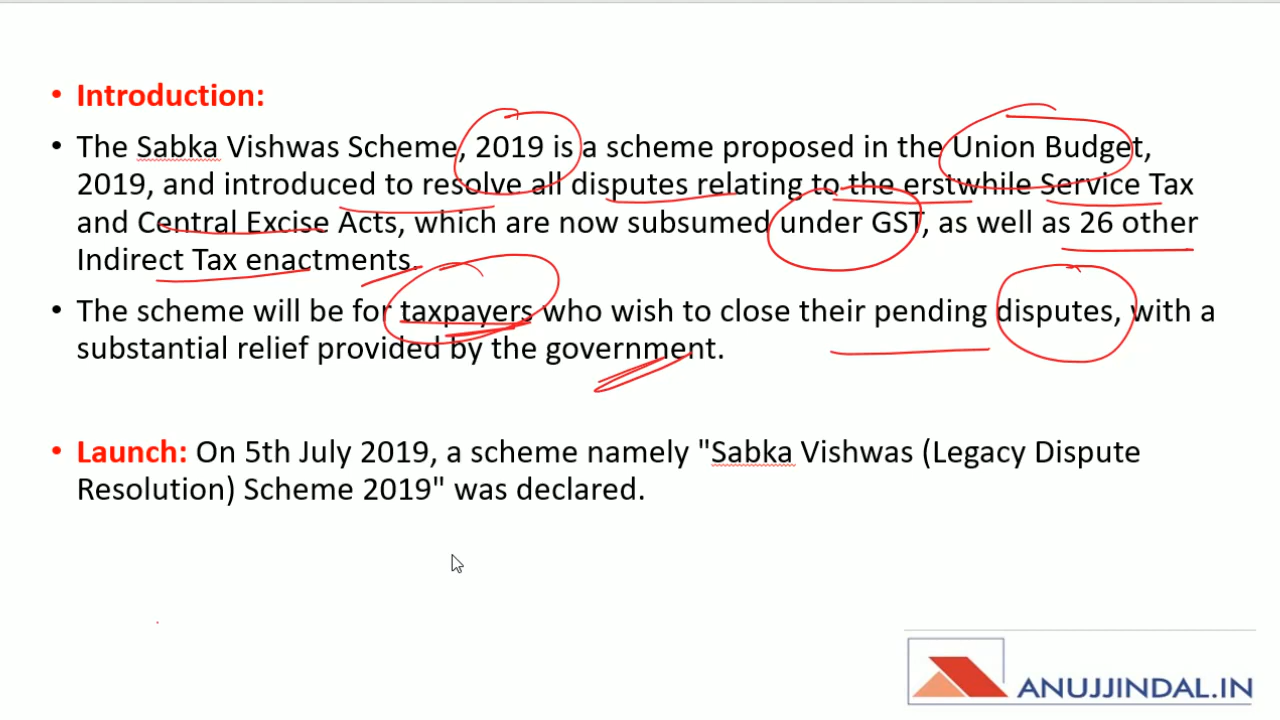 • Introduction:
• The Sabka Vishwas Scheme, 2019 is a scheme proposed in the Union Budget,
2019, and introduced to resolve all disputes relating to the erstwhile Service Tax
and Central Excise Acts, which are now subsumed under GST, as well as 26 other
Indirect Tax enactments.
• The scheme will be for taxpayers who wish to close their pending disputes, with a
substantial relief provided by the government.
• Launch: On 5th July 2019, a scheme namely "Sabka Vishwas (Legacy Dispute
Resolution) Scheme 2019" was declared.
ANUJJINDAL.IN